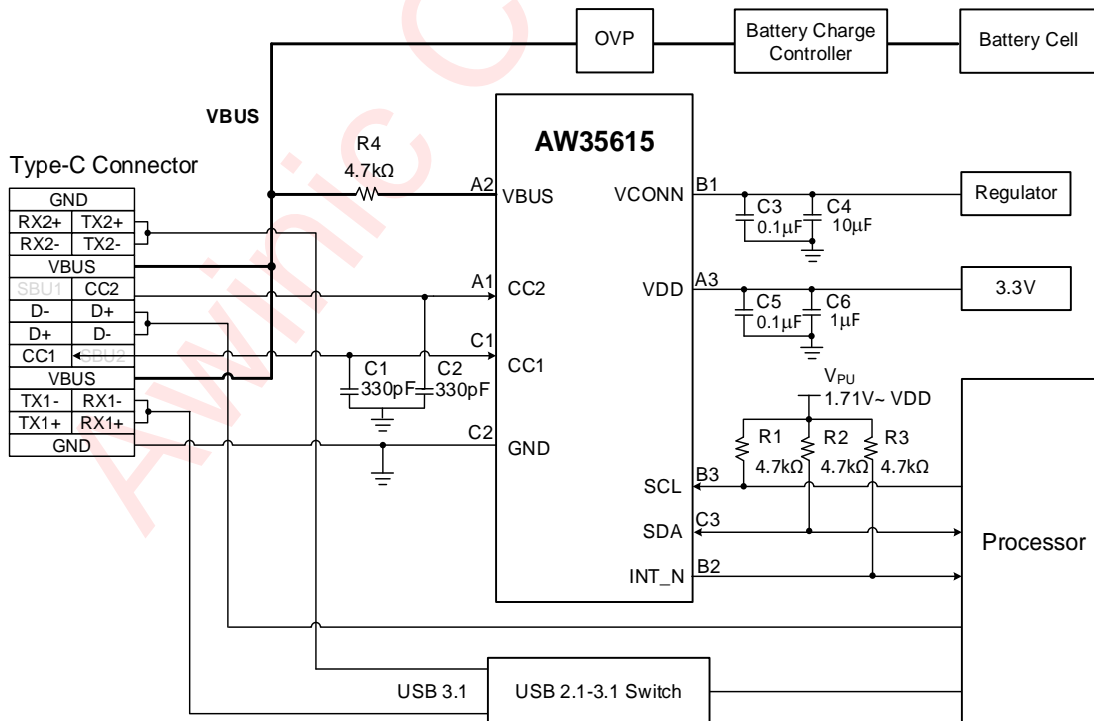 OVP
Battery Charge
Controller
Battery Cell
VBUS
AW35615
R4
4.7kΩ
Type-C Connector
A2
VBUS
VCONN
B1
Regulator
C3
0.1μF
C4
10μF
GND
RX2+ TX2+
RX2- TX2-
VBUS
SBU1 CC2
D- D+
D+ D-
CC1 SBU2
VBUS
TX1- RX1-
TX1+ RX1+
GND
A1
CC2
VDD
A3
3.3V
C5
0.1μF
C6
1μF
C1
CC1
C1
330pF
C2
330pF
VPU
1.71V~ VDD
C2
GND
R1
4.7kΩ
R2
4.7kΩ
R3
4.7kΩ
SCL
B3
SDA
C3
INT_N
B2
Processor
USB 3.1
USB 2.1-3.1 Switch
Awinic C